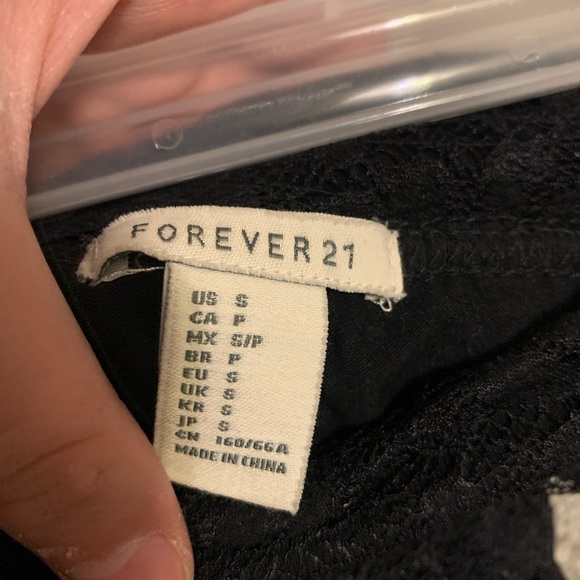 FOREVER 21
US S
CA P
MX S/P
BR P
EU S
UK S
KR S
JP S
CN 160/66A
MADE IN CHINA